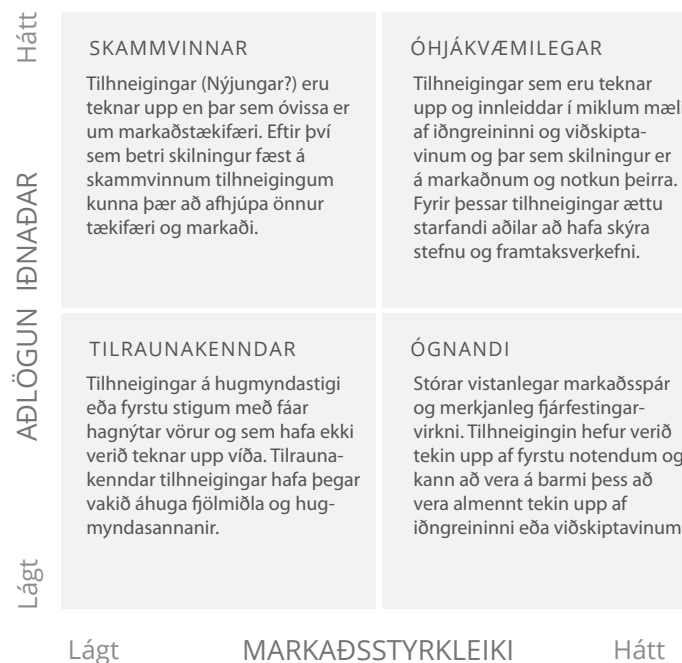 Hátt
AÐLÖGUN IÐNAÐAR
Lágt
SKAMMVINNAR
Tilhneigingar (Nýjungar?) eru
teknar upp en þar sem óvissa er
um markaðstækifæri. Eftir því
sem betri skilningur fæst á
skammvinnum tilhneigingum
kunna þær að afhjúpa önnur
tækifæri og markaði.
ÓHJÁKVÆMILEGAR
Tilhneigingar sem eru teknar
upp og innleiddar í miklum mæl
af iðngreininni og viðskipta-
vinum og þar sem skilningur er
á markaðnum og notkun þeirra.
Fyrir þessar tilhneigingar ættu
starfandi aðilar að hafa skýra
stefnu og framtaksverkefni.
TILRAUNAKENNDAR
Tilhneigingar á hugmyndastigi
eða fyrstu stigum með fáar
hagnýtar vörur og sem hafa ekki
verið teknar upp víða. Tilrauna-
kenndar tilhneigingar hafa þegar
vakið áhuga fjölmiðla og hug-
myndasannanir.
ÓGNANDI
Stórar vistanlegar markaðsspár
og merkjanleg fjárfestingar-
virkni. Tilhneigingin hefur verið
tekin upp af fyrstu notendum og
kann að vera á barmi þess að
vera almennt tekin upp af
iðngreininni eða viðskiptavinum
Lágt
MARKAÐSSTYRKLEIKI
Hátt